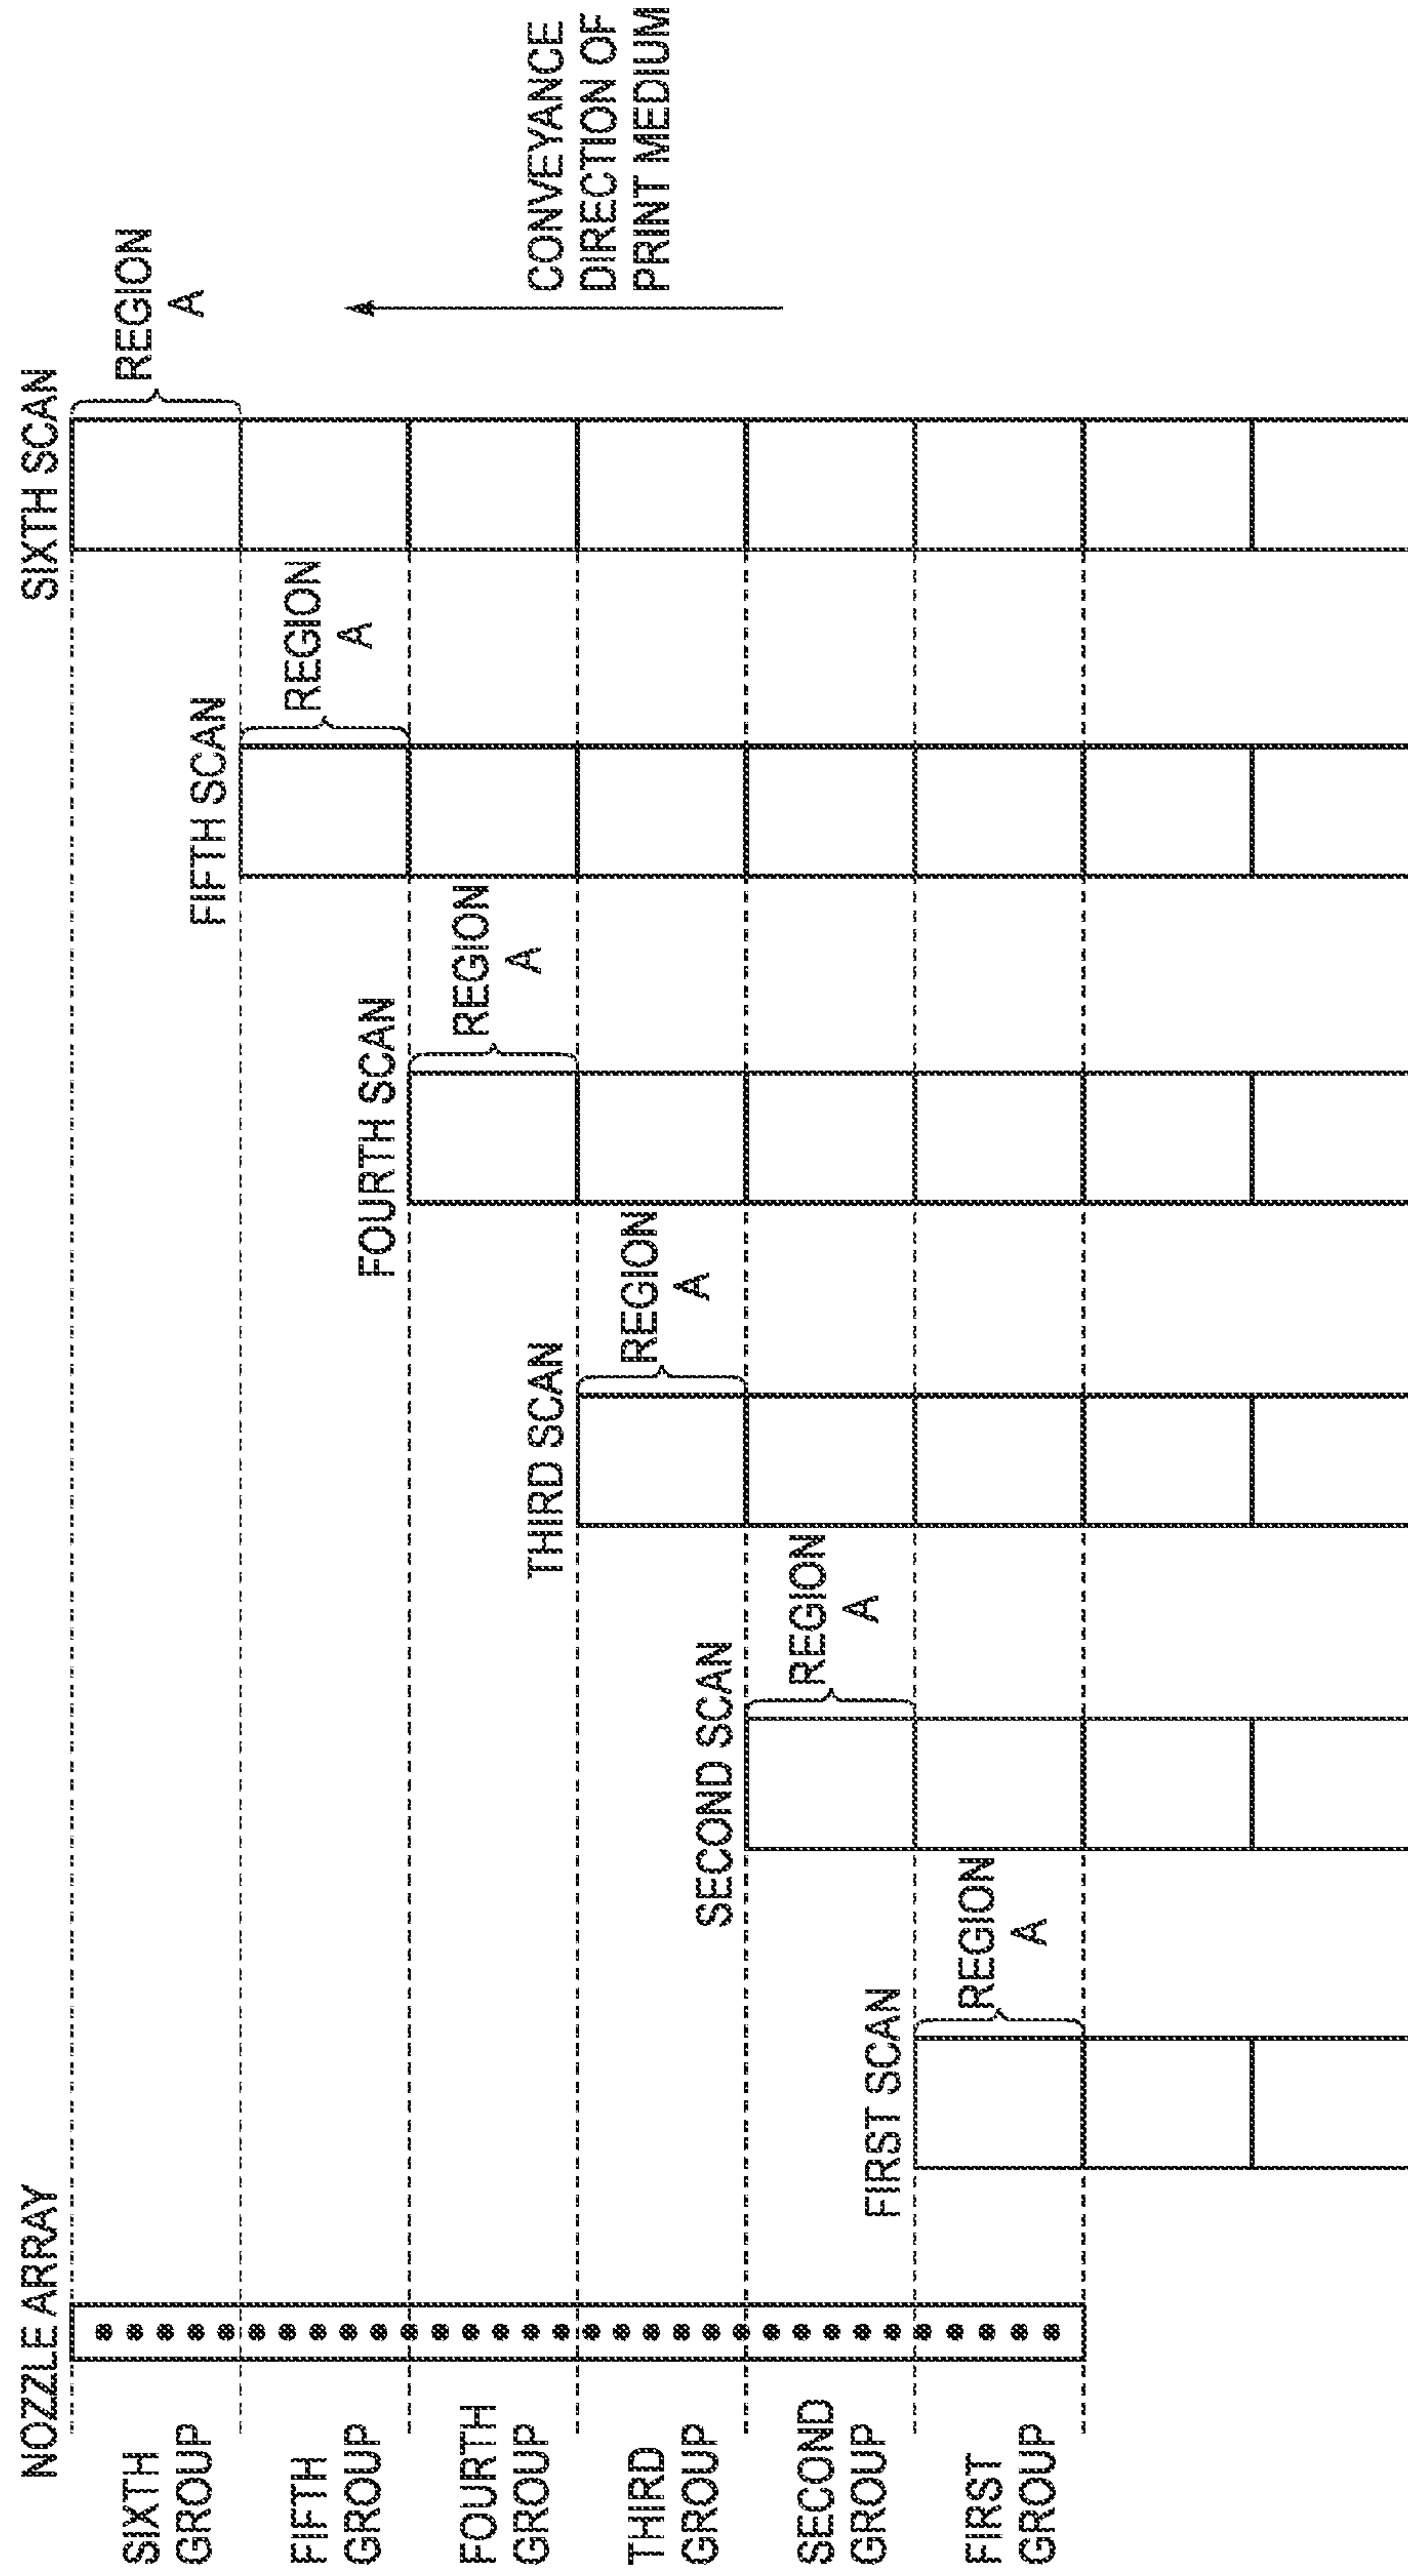 NOZZLE ARRAY
SIXTH
GROUP
FIFTH
GROUP
FOURTH
GROUP
THIRD
GROUP
SECOND
GROUP
FIRST
GROUP
FIRST SCAN
REGION
A
SECOND SCAN
REGION
A
THIRD SCAN
REGION
A
FOURTH SCAN
REGION
A
FIFTH SCAN
REGION
A
SIXTH SCAN
REGION
A
CONVEYANCE
DIRECTION OF
PRINT MEDIUM